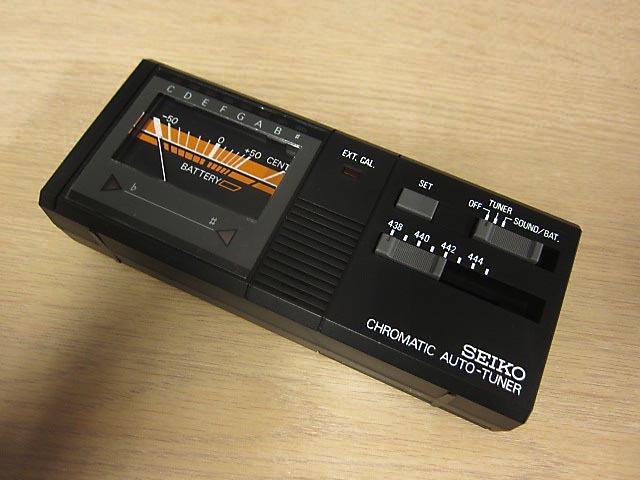 C D E F G A B #
-50 0 +50 CENT
BATTERY
♭ #
EXT. CAL.
SET
TUNER
OFF SOUND/BAT.
438 440 442 444
SEIKO
CHROMATIC AUTO-TUNER